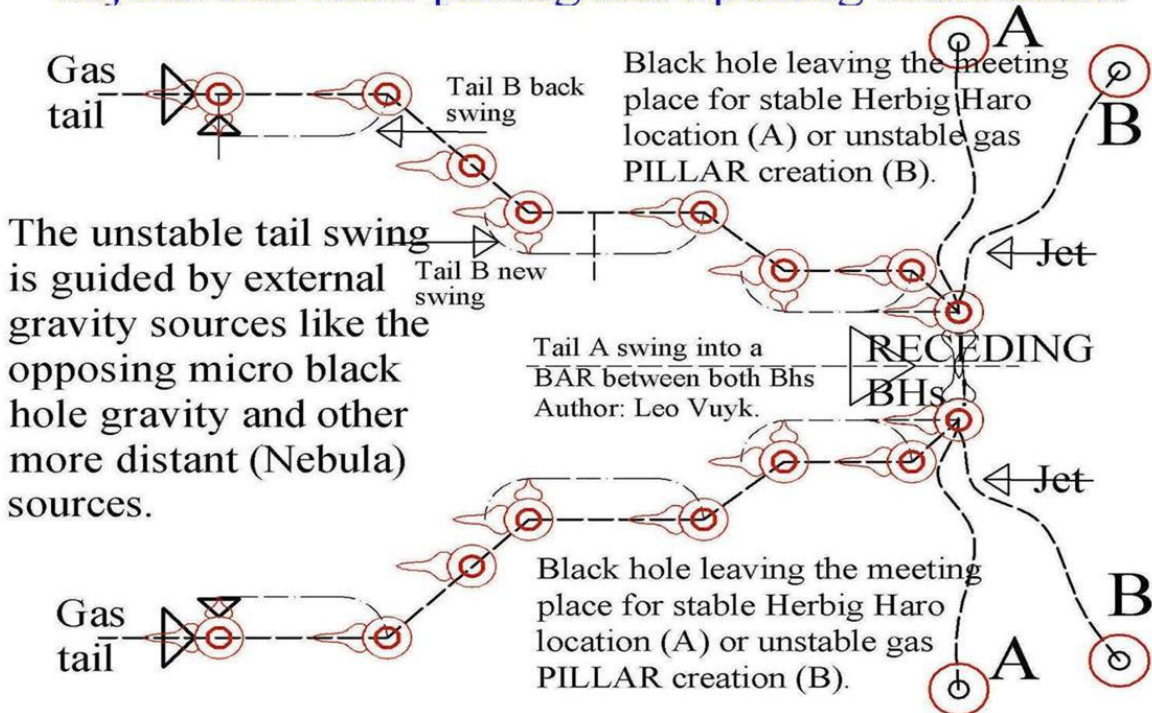 Gas
tail
Tail B back
swing
Black hole leaving the meeting
place for stable Herbig Haro
location (A) or unstable gas
PILLAR creation (B).
A
B
The unstable tail swing
is guided by external
gravity sources like the
opposing micro black
hole gravity and other
more distant (Nebula)
sources.
Tail B new
swing
Jet
Tail A swing into a
BAR between both Bhs
Author: Leo Vuyk.
RECEDING
BHs
Jet
Gas
tail
Black hole leaving the meeting
place for stable Herbig Haro
location (A) or unstable gas
PILLAR creation (B).
A
B